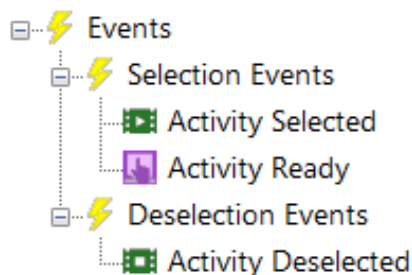 Events
Selection Events
Activity Selected
Activity Ready
Deselection Events
Activity Deselected